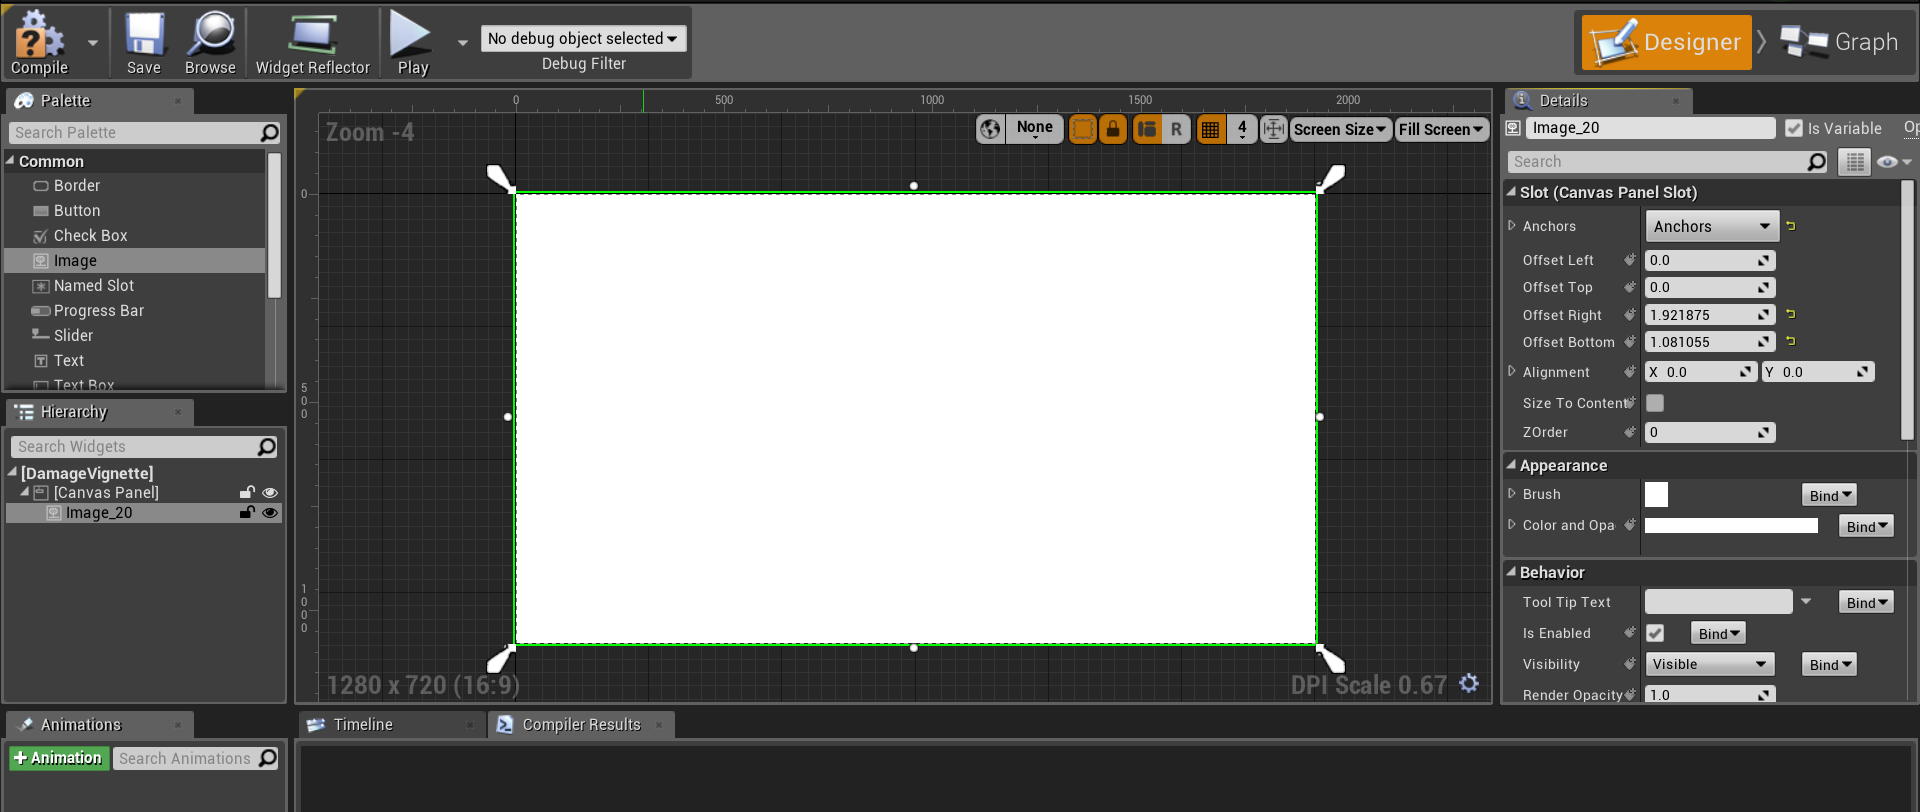 Compile
Save
Browse
Widget Reflector
Play
No debug object selected
Debug Filter
Designer
Graph
Palette
Search Palette
Common
Border
Button
Check Box
Image
Named Slot
Progress Bar
Slider
Text
Text Box
Hierarchy
Search Widgets
[DamageVignette]
[Canvas Panel]
Image_20
Animations
+ Animation
Search Animations
0 500 1000 1500 2000
Zoom -4
None
R
4
Screen Size
Fill Screen
0
500
1000
1280 x 720 (16:9)
DPI Scale 0.67
Timeline
Compiler Results
Details
Image_20
Is Variable
Op
Search
Slot (Canvas Panel Slot)
Anchors Anchors
Offset Left 0.0
Offset Top 0.0
Offset Right 1.921875
Offset Bottom 1.081055
Alignment X 0.0 Y 0.0
Size To Content
ZOrder 0
Appearance
Brush Bind
Color and Opa Bind
Behavior
Tool Tip Text Bind
Is Enabled Bind
Visibility Visible Bind
Render Opacity 1.0